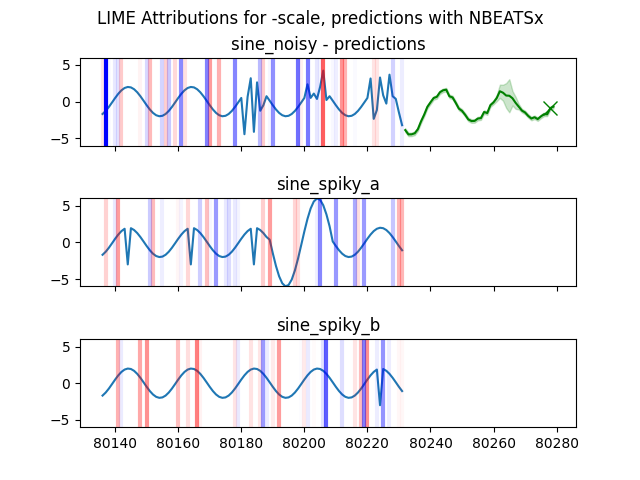 LIME Attributions for -scale, predictions with NBEATSx
sine_noisy - predictions
5
0
−5
sine_spiky_a
5
0
−5
sine_spiky_b
5
0
−5
80140 80160 80180 80200 80220 80240 80260 80280